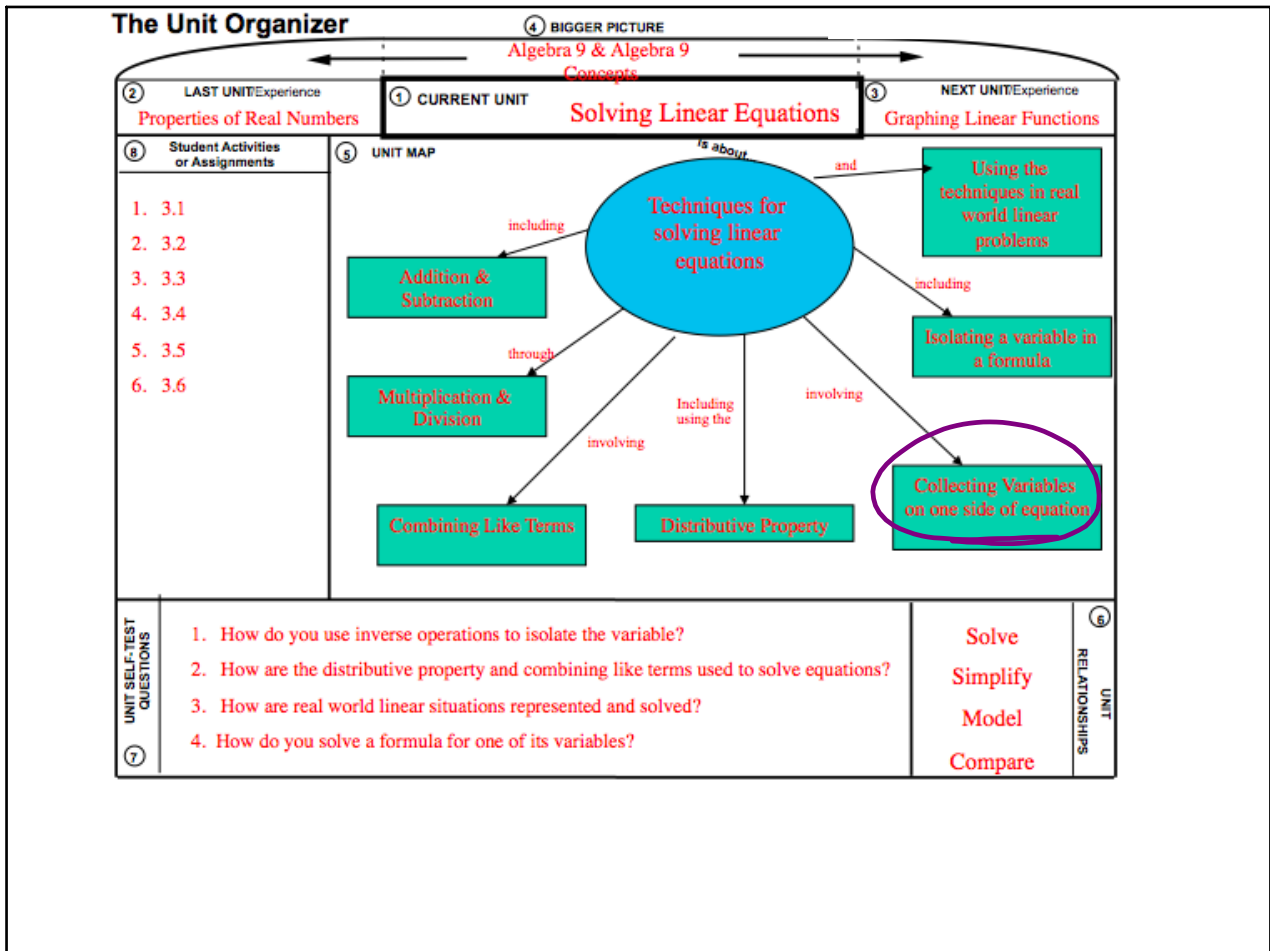 The Unit Organizer
④ BIGGER PICTURE
Algebra 9 & Algebra 9
Concepts
② LAST UNIT/Experience
Properties of Real Numbers
① CURRENT UNIT
Solving Linear Equations
③ NEXT UNIT/Experience
Graphing Linear Functions
⑧ Student Activities
or Assignments
1. 3.1
2. 3.2
3. 3.3
4. 3.4
5. 3.5
6. 3.6
⑤ UNIT MAP
is about...
Techniques for
solving linear
equations
and
Using the
techniques in real
world linear
problems
including
Addition &
Subtraction
including
Isolating a variable in
a formula
through
Multiplication &
Division
involving
Combining Like Terms
Including
using the
Distributive Property
involving
Collecting Variables
on one side of equation
UNIT SELF-TEST
QUESTIONS
⑦
1. How do you use inverse operations to isolate the variable?
2. How are the distributive property and combining like terms used to solve equations?
3. How are real world linear situations represented and solved?
4. How do you solve a formula for one of its variables?
Solve
Simplify
Model
Compare
⑥
UNIT
RELATIONSHIPS